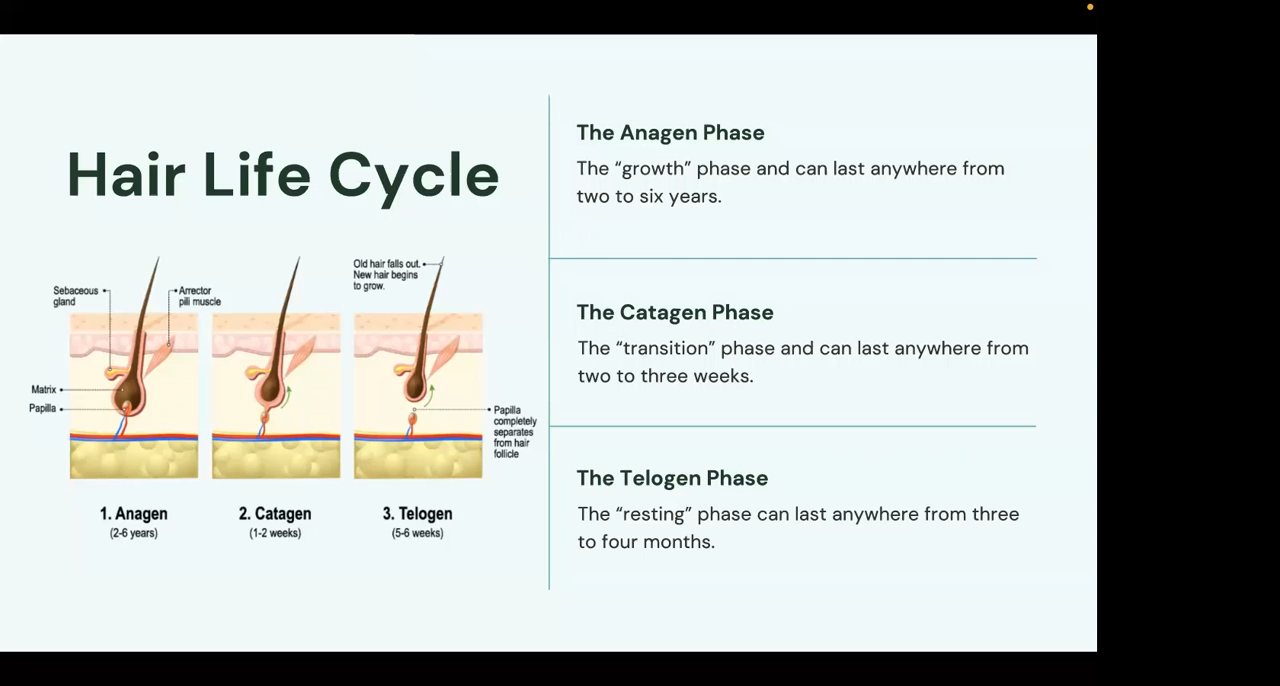 Hair Life Cycle
Old hair falls out.
New hair begins
to grow.
Sebaceous
gland
Arrector
pili muscle
Matrix
Papilla
Papilla
completely
separates
from hair
follicle
1. Anagen
(2-6 years)
2. Catagen
(1-2 weeks)
3. Telogen
(5-6 weeks)
The Anagen Phase
The “growth” phase and can last anywhere from
two to six years.
The Catagen Phase
The “transition” phase and can last anywhere from
two to three weeks.
The Telogen Phase
The “resting” phase can last anywhere from three
to four months.